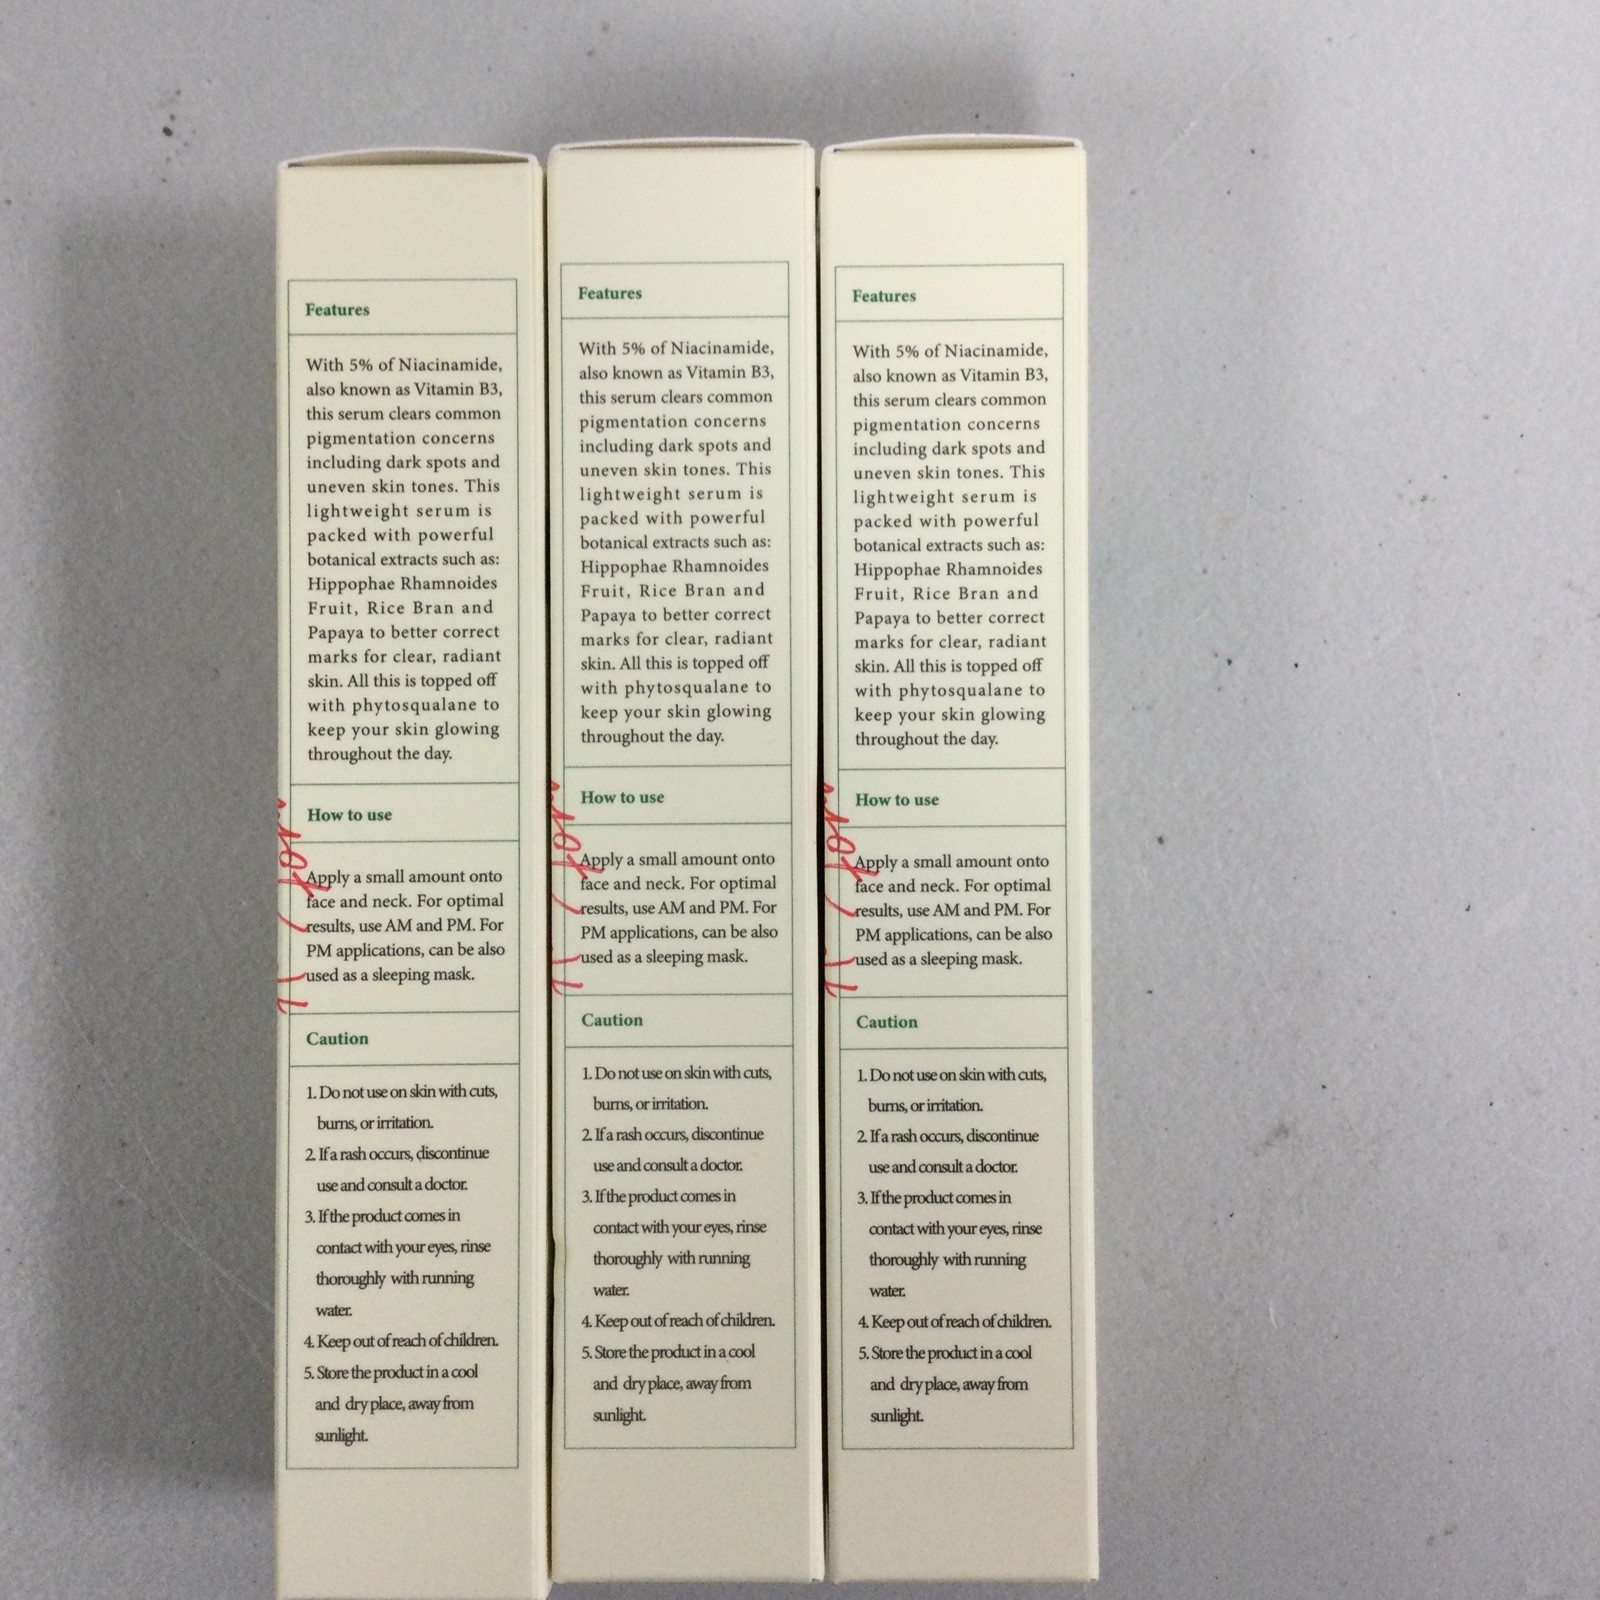 Features
With 5% of Niacinamide,
also known as Vitamin B3,
this serum clears common
pigmentation concerns
including dark spots and
uneven skin tones. This
lightweight serum is
packed with powerful
botanical extracts such as:
Hippophae Rhamnoides
Fruit, Rice Bran and
Papaya to better correct
marks for clear, radiant
skin. All this is topped off
with phytosqualane to
keep your skin glowing
throughout the day.
How to use
Apply a small amount onto
face and neck. For optimal
results, use AM and PM. For
PM applications, can be also
used as a sleeping mask.
Caution
1. Do not use on skin with cuts,
burns, or irritation.
2. If a rash occurs, discontinue
use and consult a doctor.
3. If the product comes in
contact with your eyes, rinse
thoroughly with running
water.
4. Keep out of reach of children.
5. Store the product in a cool
and dry place, away from
sunlight.
Features
With 5% of Niacinamide,
also known as Vitamin B3,
this serum clears common
pigmentation concerns
including dark spots and
uneven skin tones. This
lightweight serum is
packed with powerful
botanical extracts such as:
Hippophae Rhamnoides
Fruit, Rice Bran and
Papaya to better correct
marks for clear, radiant
skin. All this is topped off
with phytosqualane to
keep your skin glowing
throughout the day.
How to use
Apply a small amount onto
face and neck. For optimal
results, use AM and PM. For
PM applications, can be also
used as a sleeping mask.
Caution
1. Do not use on skin with cuts,
burns, or irritation.
2. If a rash occurs, discontinue
use and consult a doctor.
3. If the product comes in
contact with your eyes, rinse
thoroughly with running
water.
4. Keep out of reach of children.
5. Store the product in a cool
and dry place, away from
sunlight.
Features
With 5% of Niacinamide,
also known as Vitamin B3,
this serum clears common
pigmentation concerns
including dark spots and
uneven skin tones. This
lightweight serum is
packed with powerful
botanical extracts such as:
Hippophae Rhamnoides
Fruit, Rice Bran and
Papaya to better correct
marks for clear, radiant
skin. All this is topped off
with phytosqualane to
keep your skin glowing
throughout the day.
How to use
Apply a small amount onto
face and neck. For optimal
results, use AM and PM. For
PM applications, can be also
used as a sleeping mask.
Caution
1. Do not use on skin with cuts,
burns, or irritation.
2. If a rash occurs, discontinue
use and consult a doctor.
3. If the product comes in
contact with your eyes, rinse
thoroughly with running
water.
4. Keep out of reach of children.
5. Store the product in a cool
and dry place, away from
sunlight.